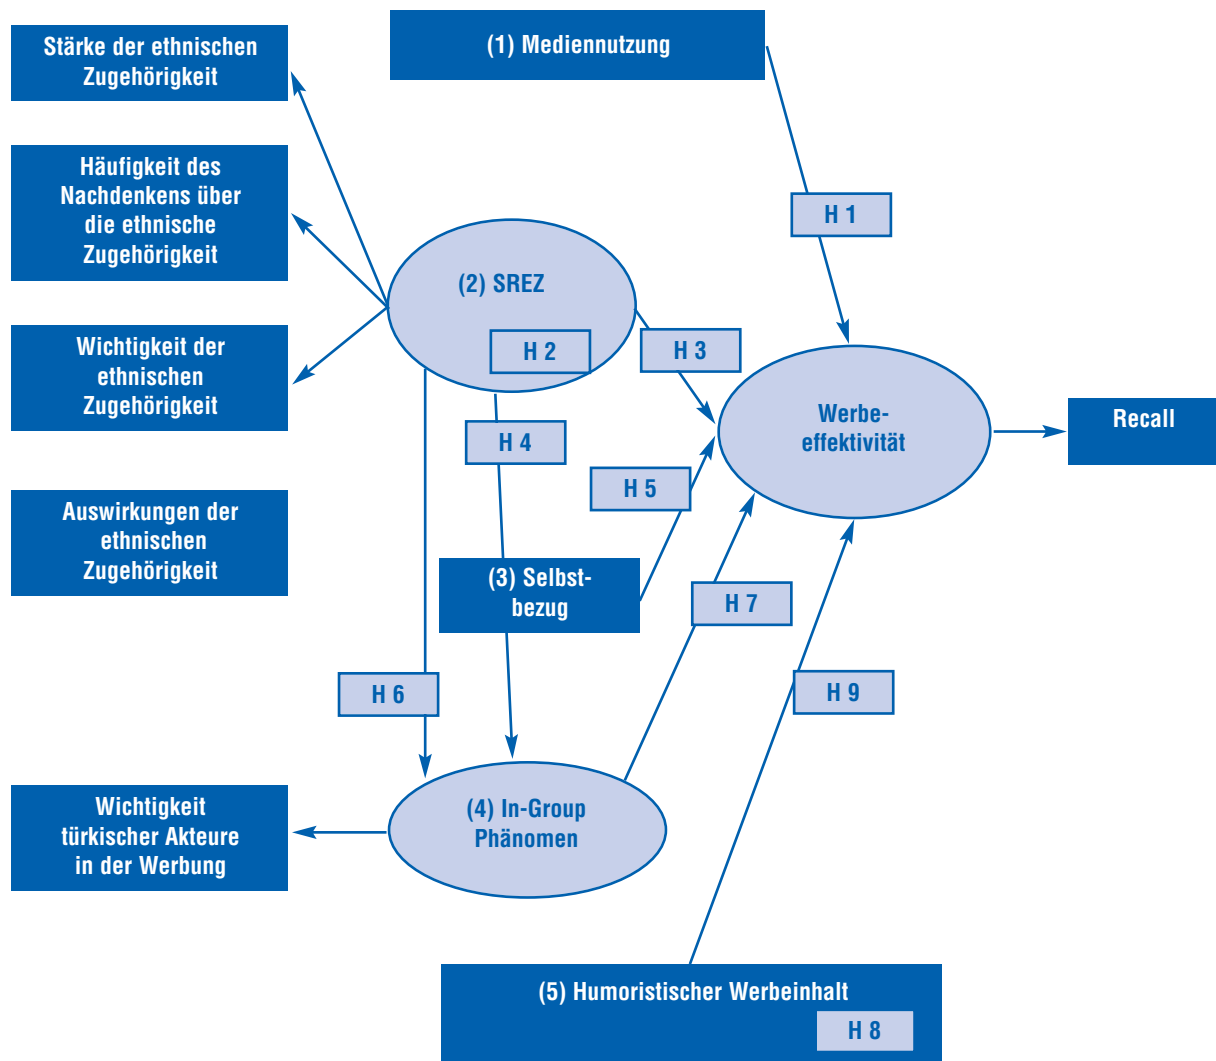 Stärke der ethnischen
Zugehörigkeit
(1) Mediennutzung
Häufigkeit des
Nachdenkens über
die ethnische
Zugehörigkeit
H 1
(2) SREZ
H 2
H 3
Wichtigkeit der
ethnischen
Zugehörigkeit
Werbe-
effektivität
Recall
H 4
H 5
Auswirkungen der
ethnischen
Zugehörigkeit
(3) Selbst-
bezug
H 7
H 6
H 9
Wichtigkeit
türkischer Akteure
in der Werbung
(4) In-Group
Phänomen
(5) Humoristischer Werbeinhalt
H 8